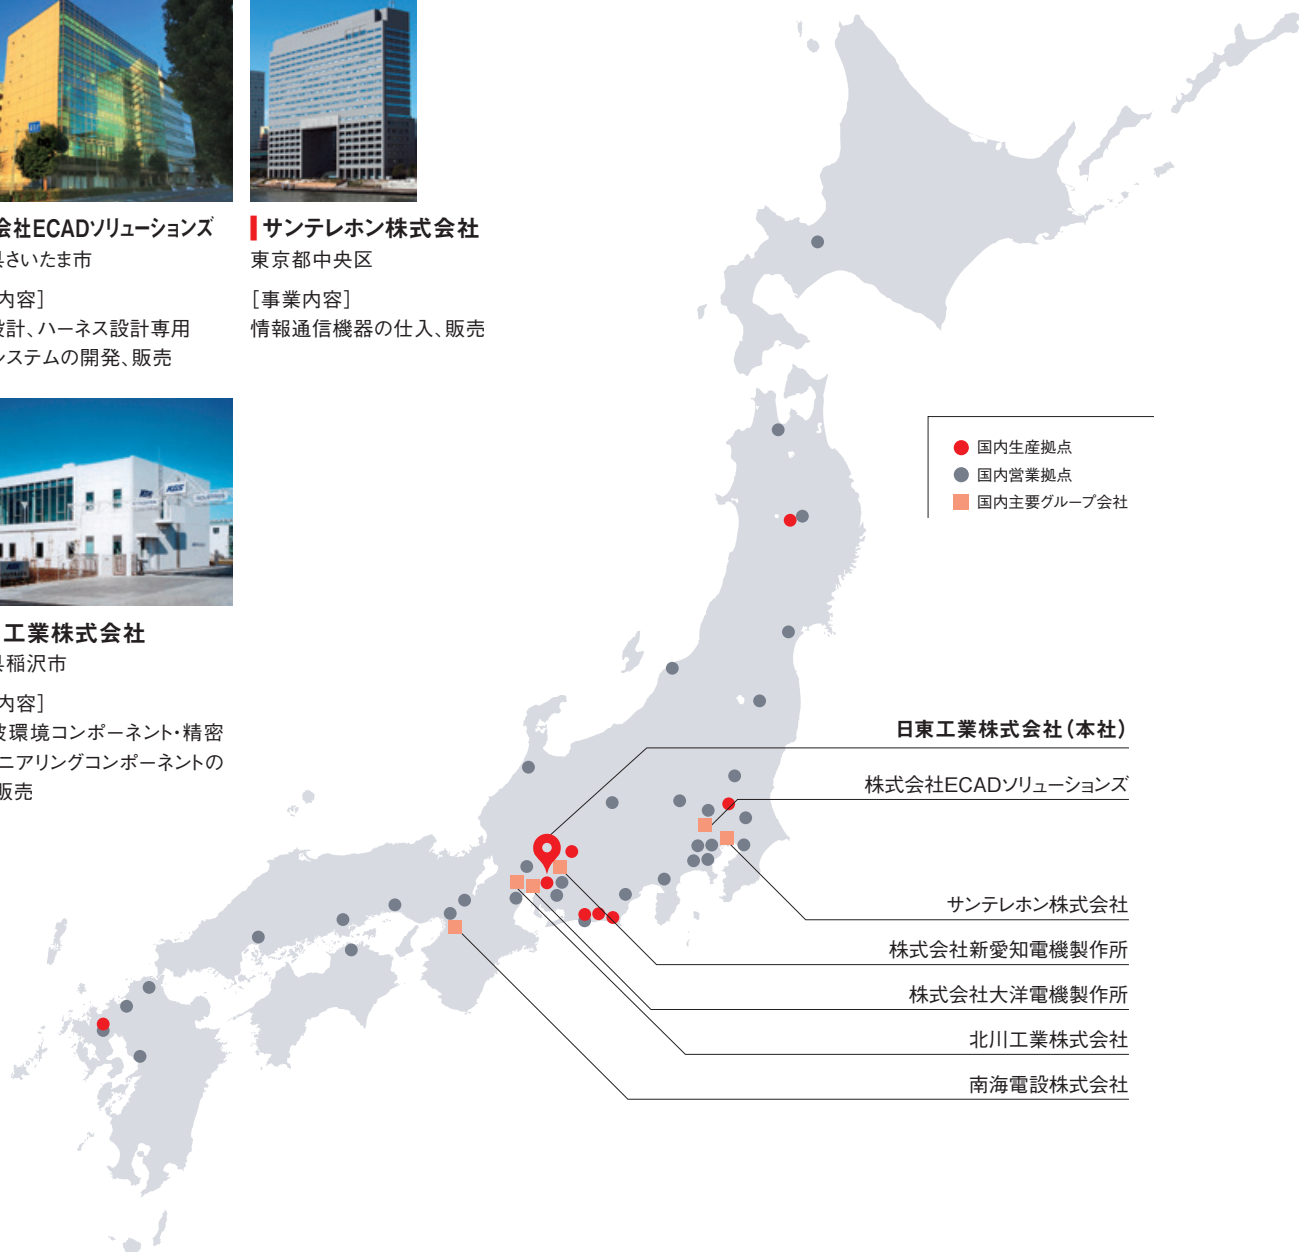 会社ECADソリューションズ
県さいたま市
内容］
設計、ハーネス設計専用
システムの開発、販売
サンテレホン株式会社
東京都中央区
［事業内容］
情報通信機器の仕入、販売
工業株式会社
県稲沢市
内容］
波環境コンポーネント・精密
ニアリングコンポーネントの
販売
国内生産拠点
国内営業拠点
国内主要グループ会社
日東工業株式会社（本社）
株式会社ECADソリューションズ
サンテレホン株式会社
株式会社新愛知電機製作所
株式会社大洋電機製作所
北川工業株式会社
南海電設株式会社